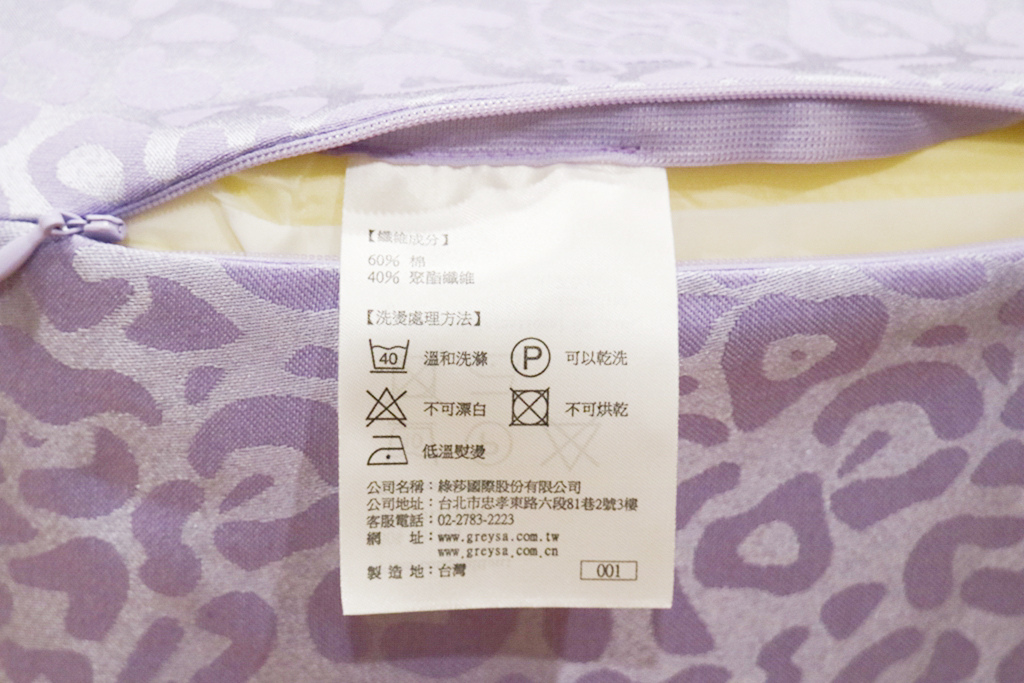 【纖維成分】
60% 棉
40% 聚酯纖維
【洗燙處理方法】
40 溫和洗滌 P 可以乾洗
不可漂白 不可烘乾
低溫熨燙
公司名稱：綠莎國際股份有限公司
公司地址：台北市忠孝東路六段81巷2號3樓
客服電話：02-2783-2223
網 址：www.greysa.com.tw
www.greysa.com.cn
製 造 地：台灣 001